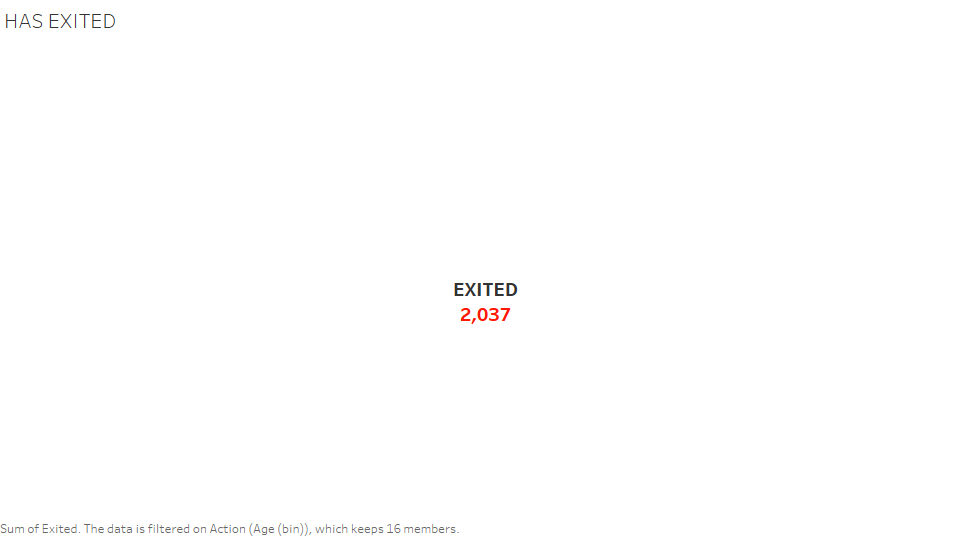 HAS EXITED
EXITED
2,037
Sum of Exited. The data is filtered on Action (Age (bin)), which keeps 16 members.